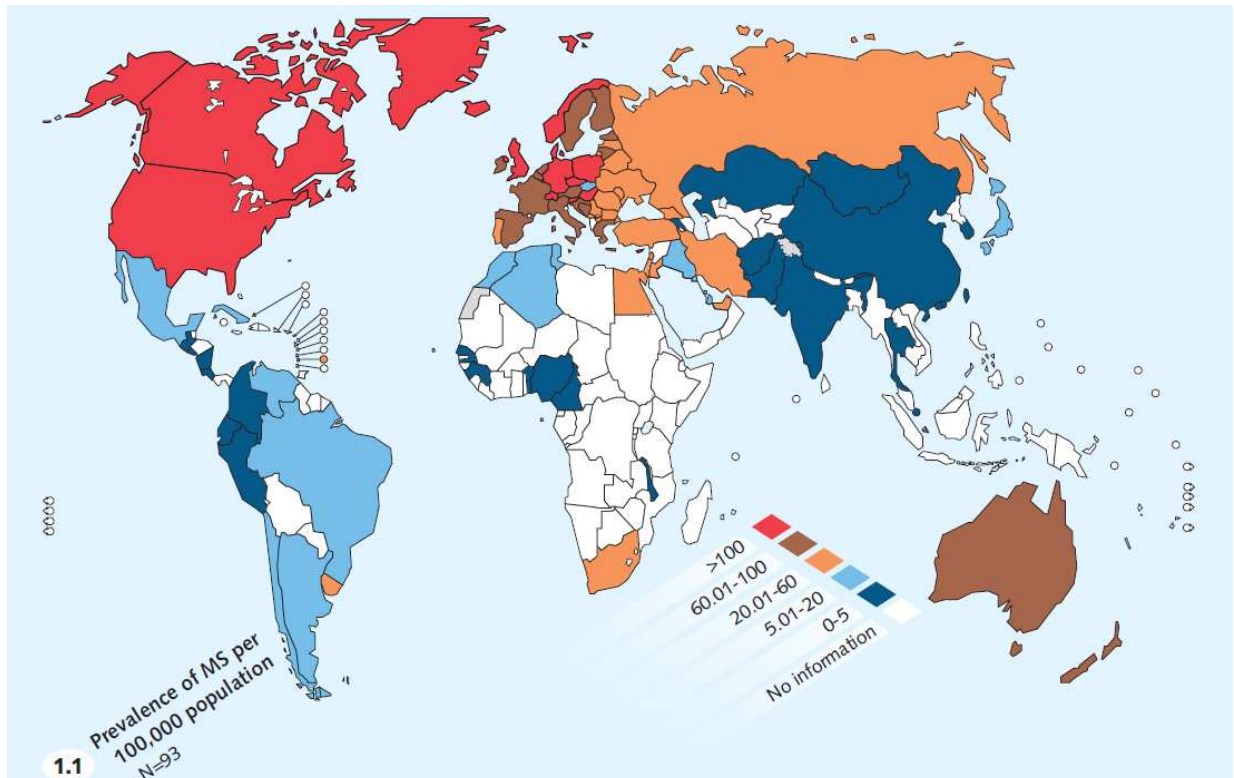 >100
60.01-100
20.01-60
5.01-20
0-5
No information
Prevalence of MS per
100,000 population
N=93
1.1